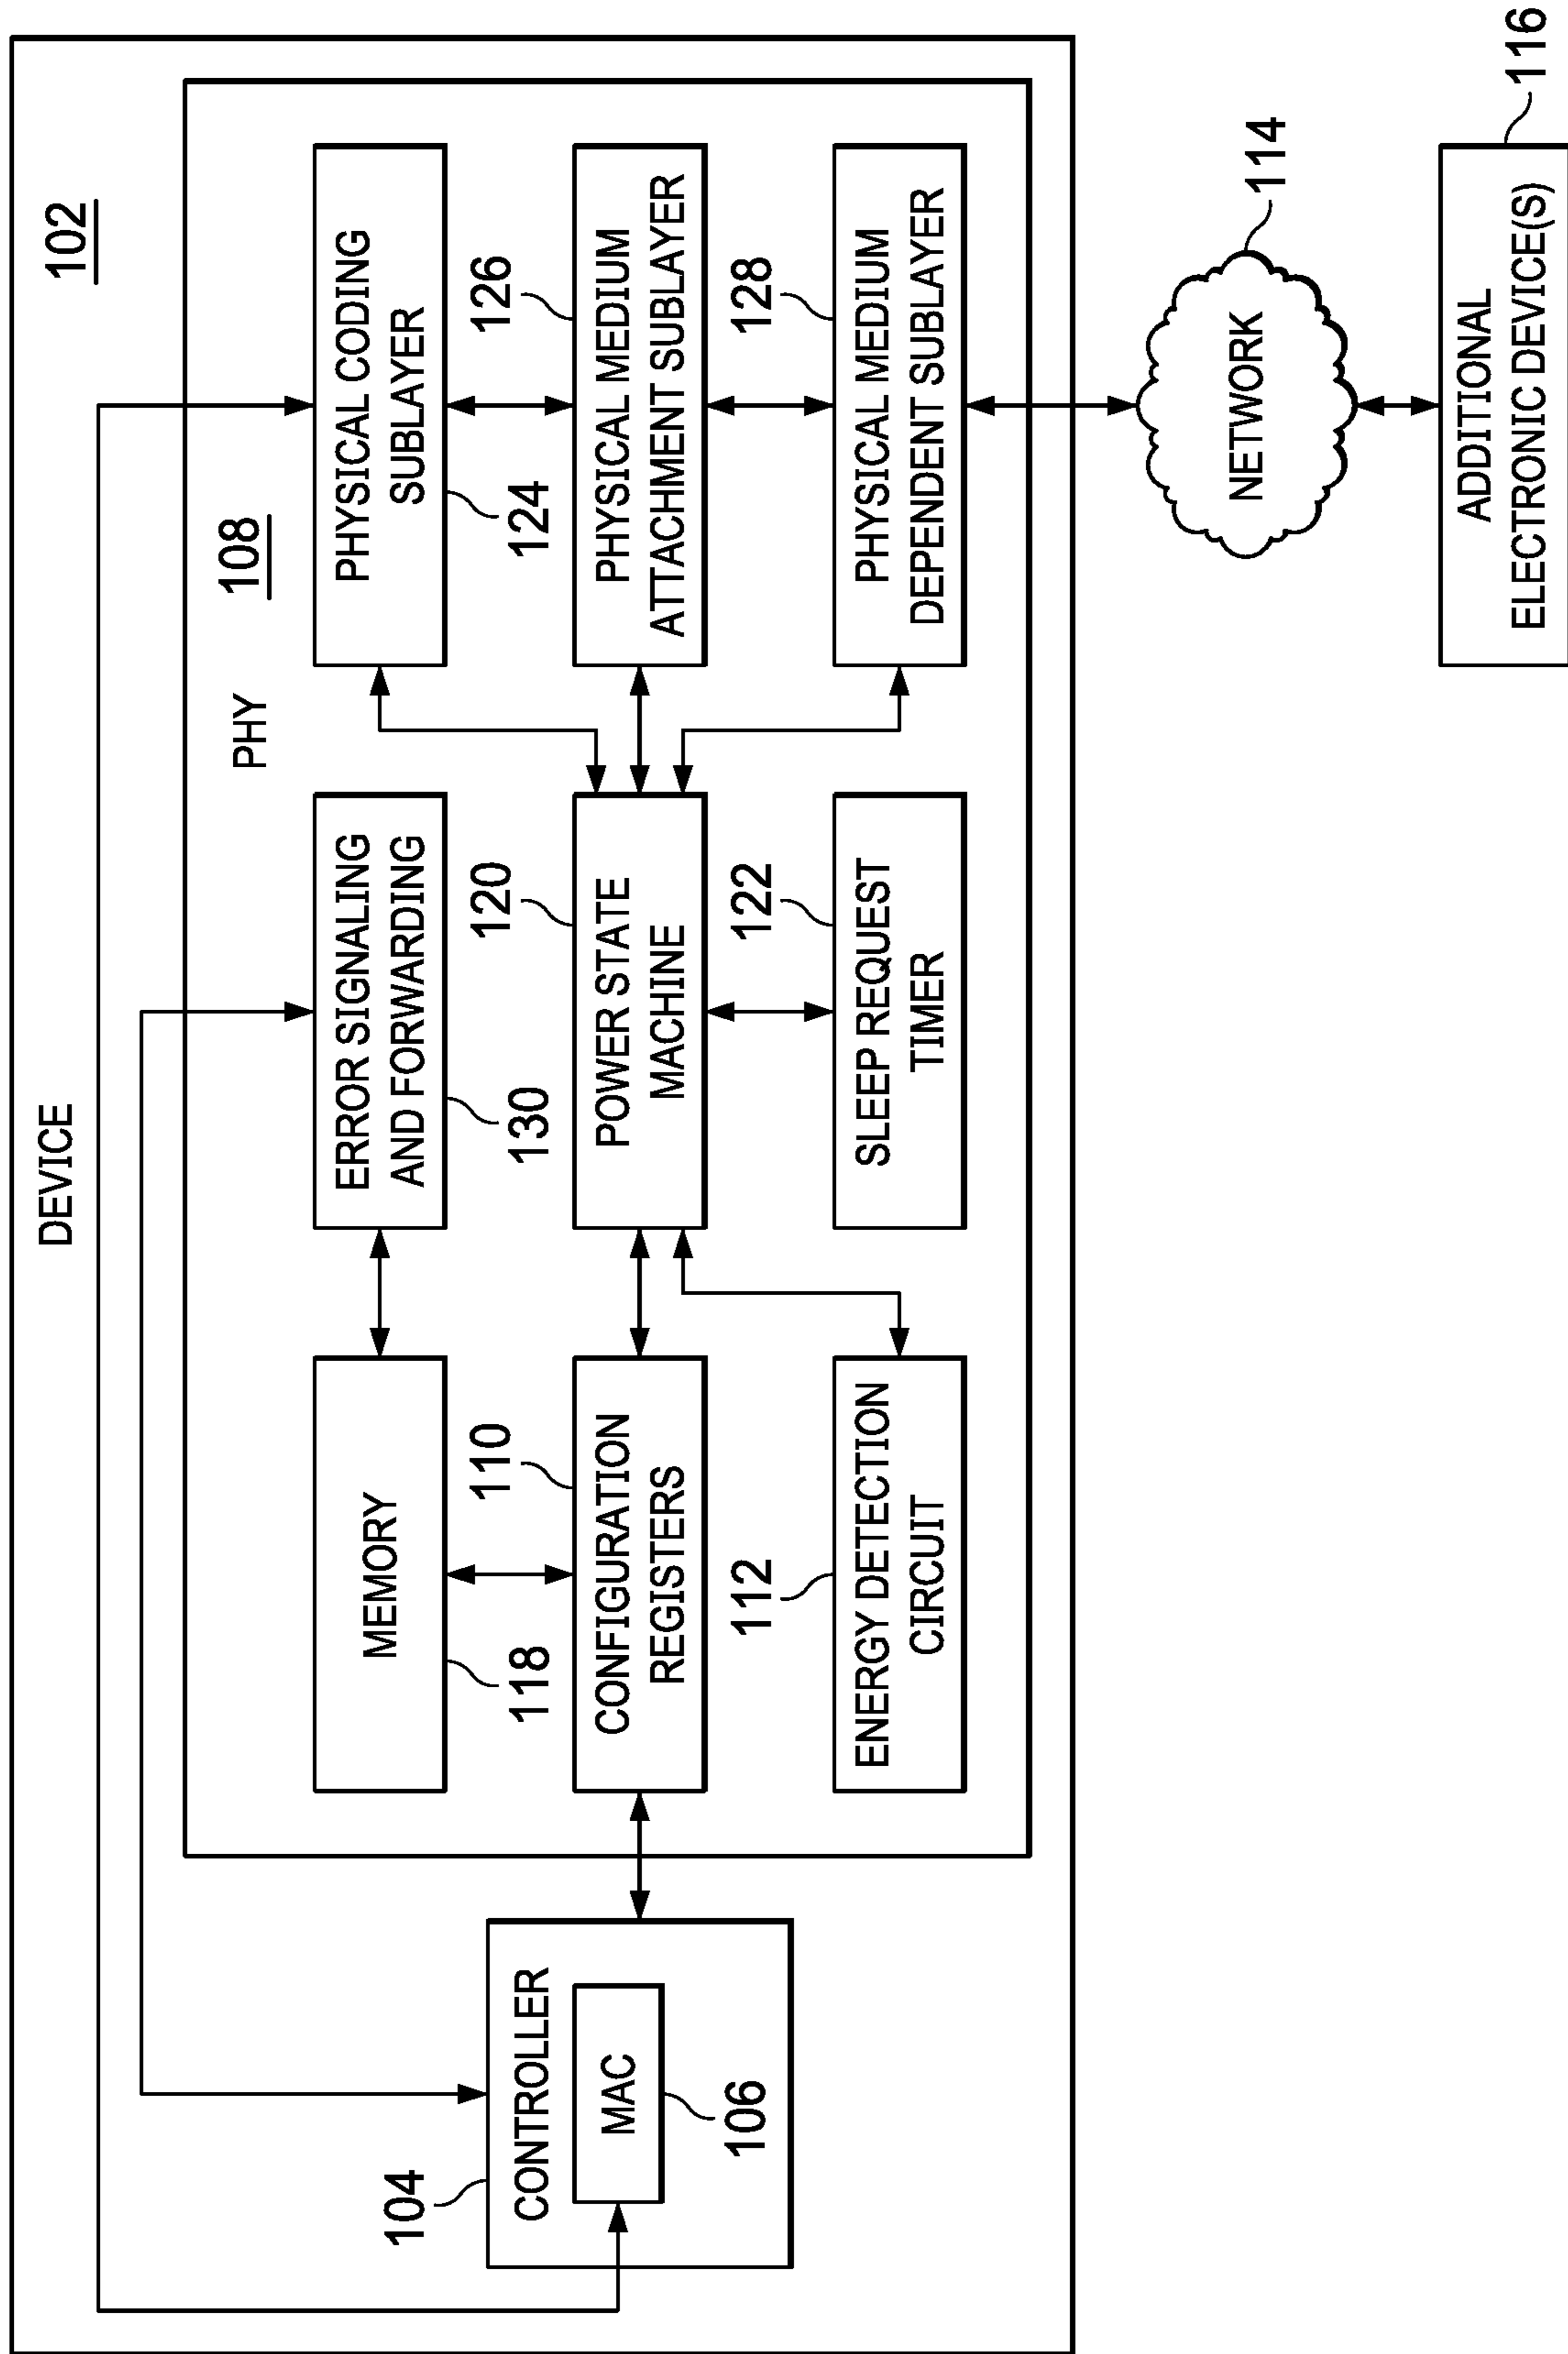 DEVICE
102
PHY
108
104
CONTROLLER
MAC
106
MEMORY
118
ERROR SIGNALING
AND FORWARDING
130
PHYSICAL CODING
SUBLAYER
124
110
CONFIGURATION
REGISTERS
120
POWER STATE
MACHINE
126
PHYSICAL MEDIUM
ATTACHMENT SUBLAYER
112
ENERGY DETECTION
CIRCUIT
122
SLEEP REQUEST
TIMER
128
PHYSICAL MEDIUM
DEPENDENT SUBLAYER
NETWORK
114
ADDITIONAL
ELECTRONIC DEVICE(S)
116